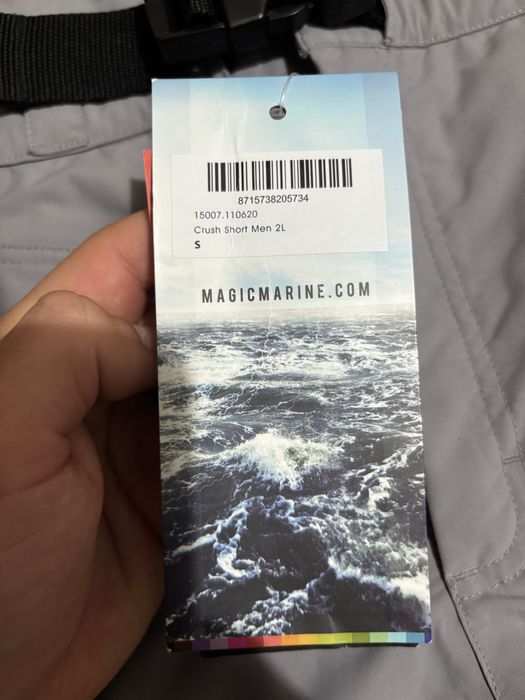 8715738205734
15007.110620
Crush Short Men 2L
S
MAGICMARINE.COM